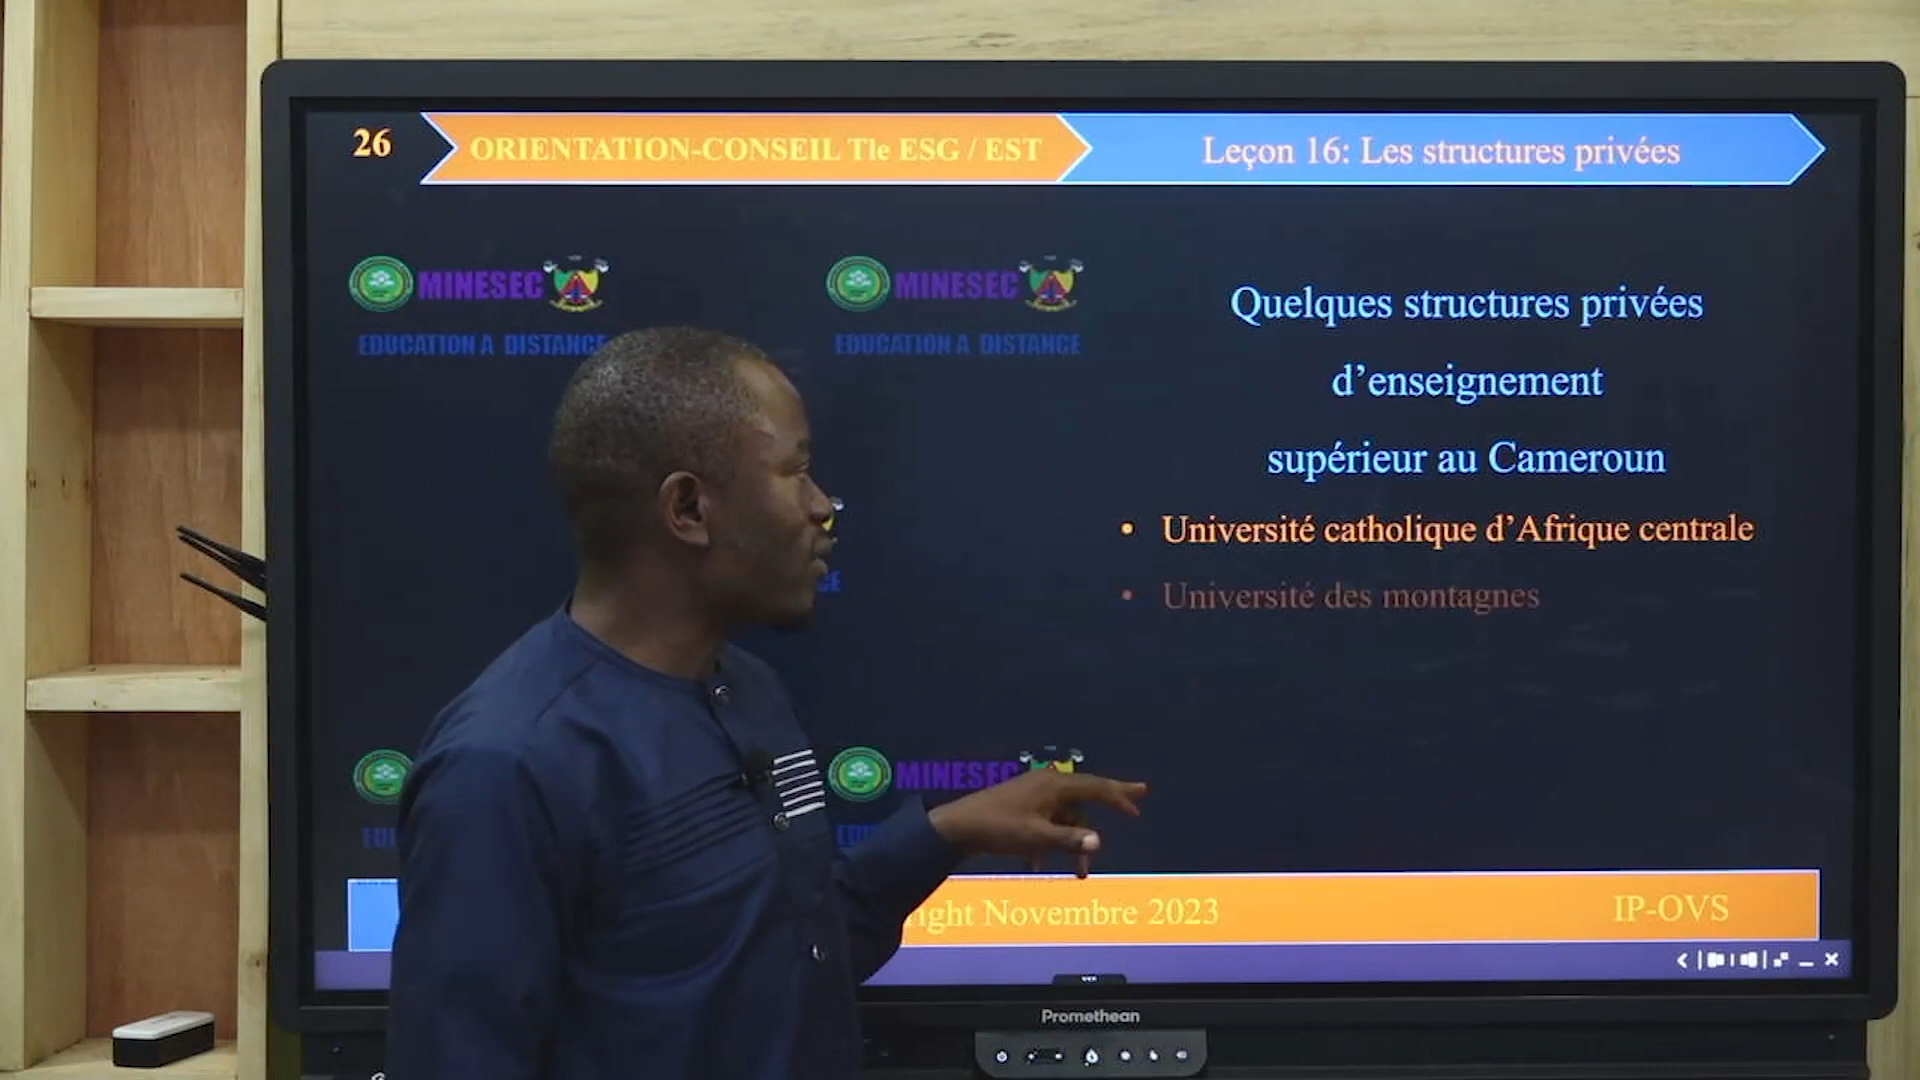 26
ORIENTATION-CONSEIL Tle ESG / EST
Leçon 16: Les structures privées
MINESEC
EDUCATION A DISTANCE
MINESEC
EDUCATION A DISTANCE
Quelques structures privées
d’enseignement
supérieur au Cameroun
• Université catholique d’Afrique centrale
• Université des montagnes
MINESEC
Novembre 2023
IP-OVS
Promethean